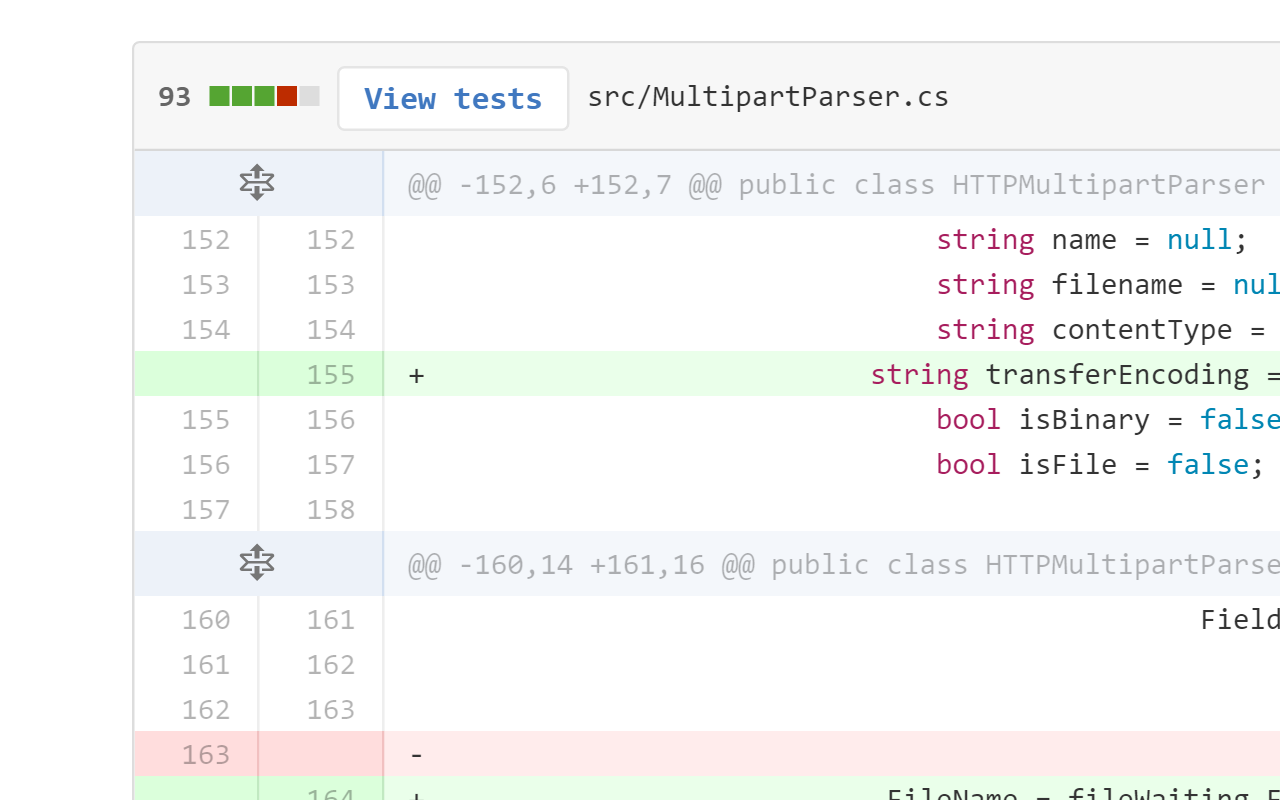 93 View tests src/MultipartParser.cs
@@ -152,6 +152,7 @@ public class HTTPMultipartParser
152 152 string name = null;
153 153 string filename = nul
154 154 string contentType =
155 + string transferEncoding =
155 156 bool isBinary = false
156 157 bool isFile = false;
157 158
@@ -160,14 +161,16 @@ public class HTTPMultipartParse
160 161 Field
161 162
162 163
163 -
164 + FileName = fileWaiting.F